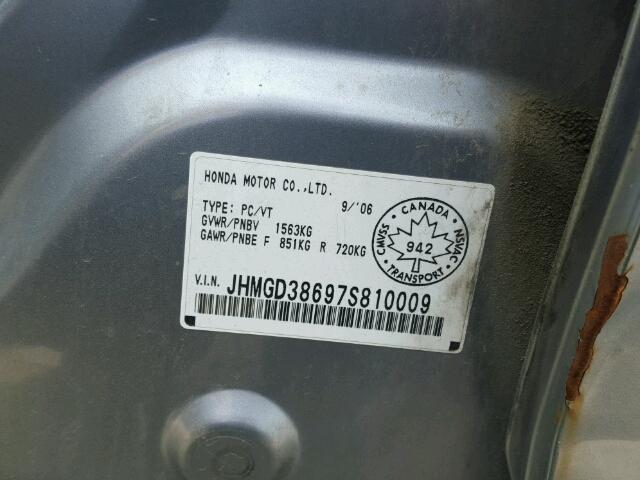 HONDA MOTOR CO.,LTD.
9/'06
TYPE: PC/VT
GVWR/PNBV 1563KG
GAWR/PNBE F 851KG R 720KG
CANADA
CMVSS 942 NSVAC
TRANSPORT
V.I.N. JHMGD38697S810009